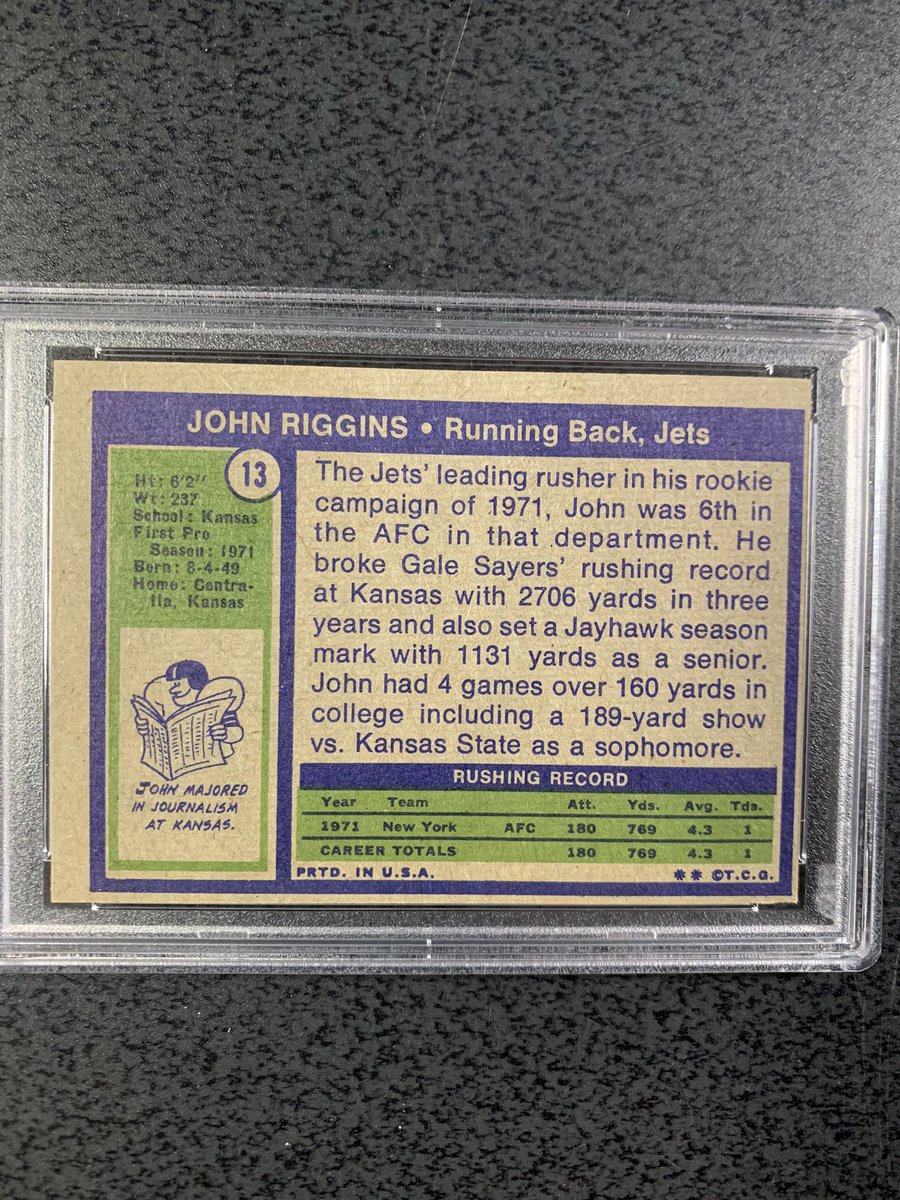 JOHN RIGGINS • Running Back, Jets
13
Ht: 6'2"
Wt: 237
School: Kansas
First Pro
Season: 1971
Born: 8-4-49
Home: Centra-
lia, Kansas
JOHN MAJORED
IN JOURNALISM
AT KANSAS.
The Jets' leading rusher in his rookie
campaign of 1971, John was 6th in
the AFC in that department. He
broke Gale Sayers' rushing record
at Kansas with 2706 yards in three
years and also set a Jayhawk season
mark with 1131 yards as a senior.
John had 4 games over 160 yards in
college including a 189-yard show
vs. Kansas State as a sophomore.
RUSHING RECORD
Year Team Att. Yds. Avg. Tds.
1971 New York AFC 180 769 4.3 1
CAREER TOTALS 180 769 4.3 1
PRTD. IN U.S.A. ** ©T.C.G.